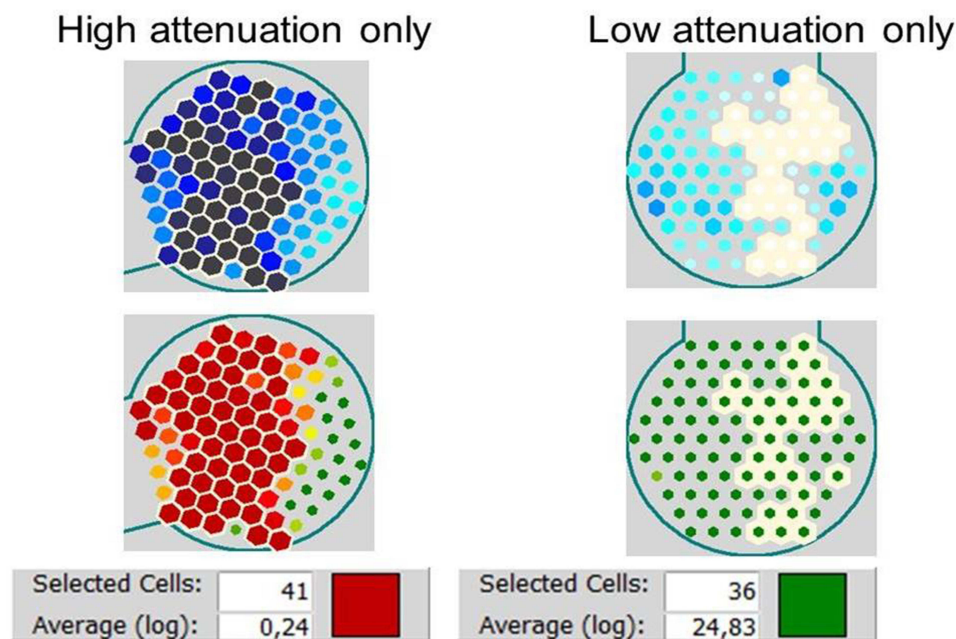 High attenuation only
Low attenuation only
Selected Cells: 41
Average (log): 0,24
Selected Cells: 36
Average (log): 24,83